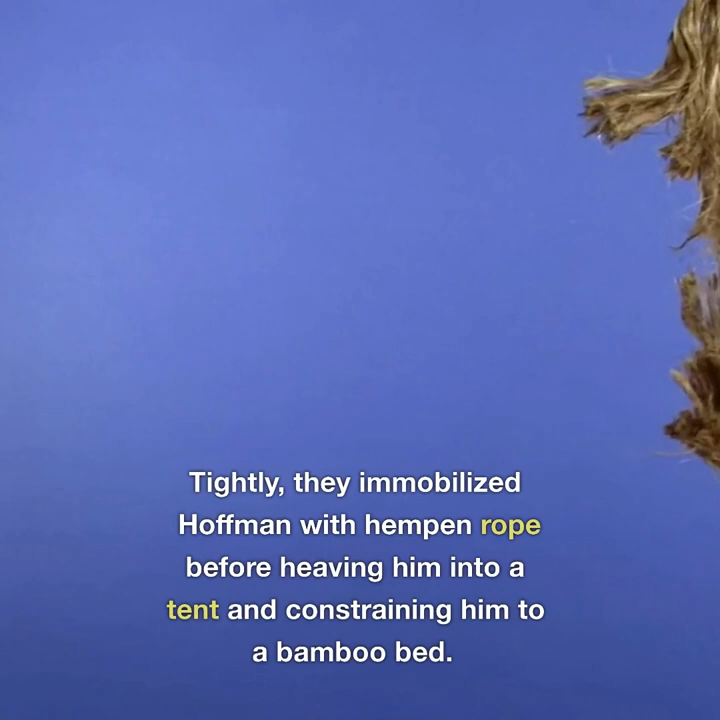 Tightly, they immobilized
Hoffman with hempen rope
before heaving him into a
tent and constraining him to
a bamboo bed.